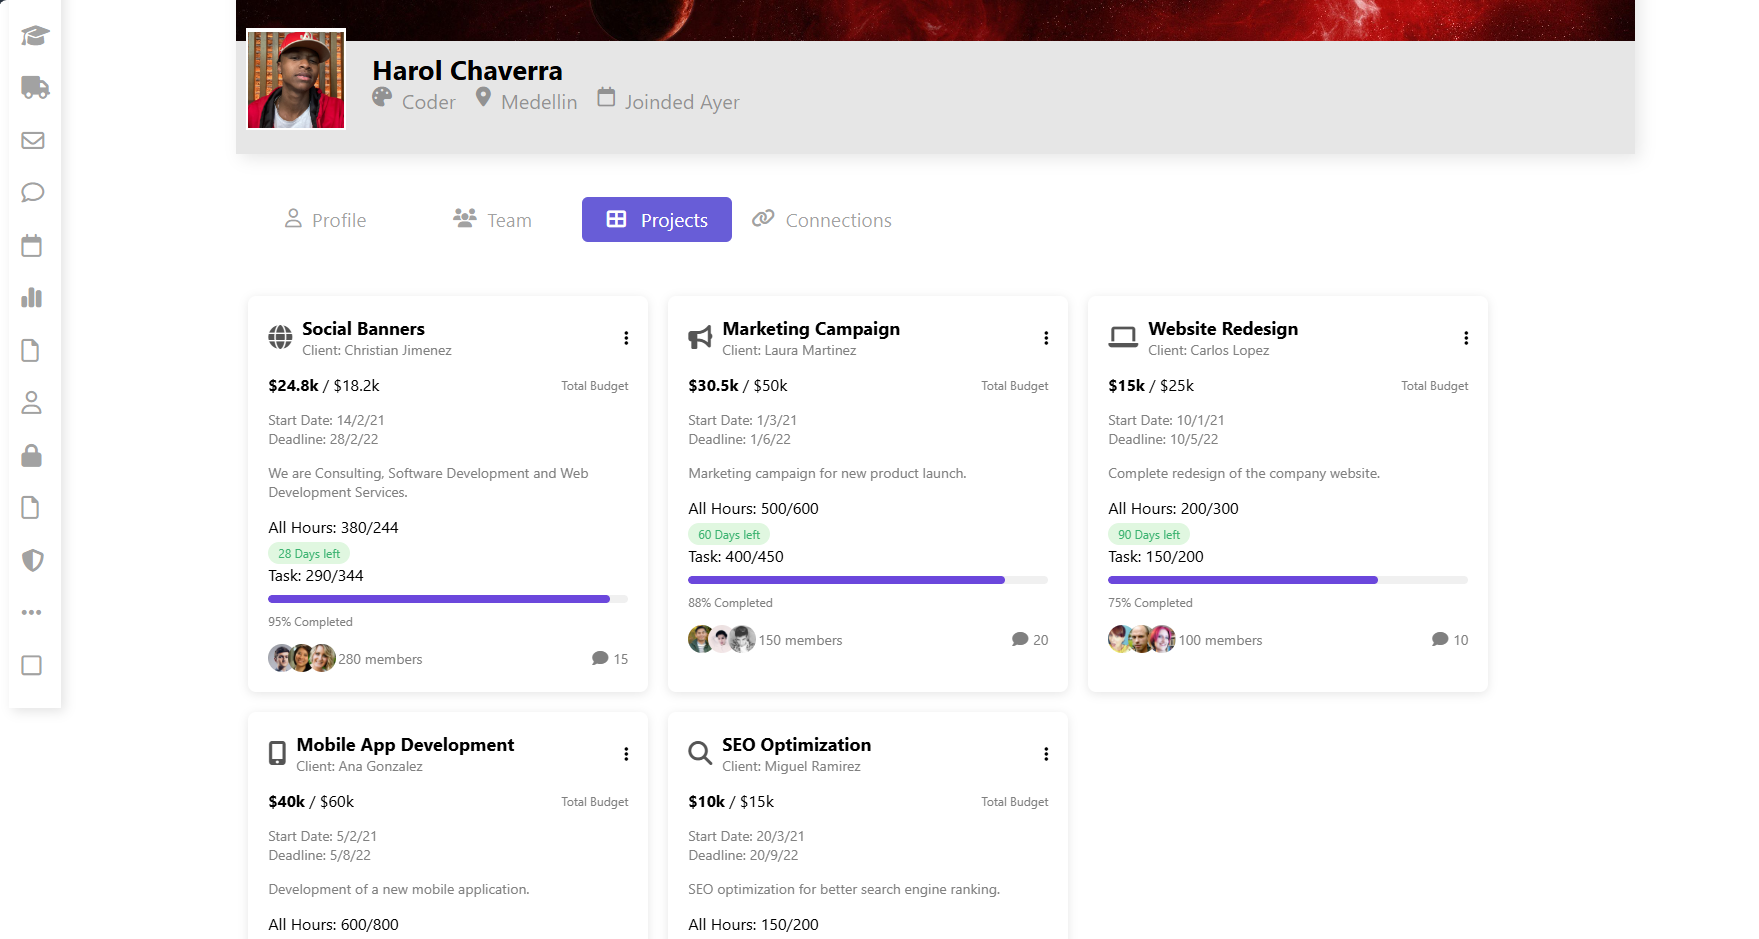 Harol Chaverra
Coder Medellin Joinded Ayer
Profile Team Projects Connections
Social Banners
Client: Christian Jimenez
$24.8k / $18.2k Total Budget
Start Date: 14/2/21
Deadline: 28/2/22
We are Consulting, Software Development and Web
Development Services.
All Hours: 380/244
28 Days left
Task: 290/344
95% Completed
280 members 15
Marketing Campaign
Client: Laura Martinez
$30.5k / $50k Total Budget
Start Date: 1/3/21
Deadline: 1/6/22
Marketing campaign for new product launch.
All Hours: 500/600
60 Days left
Task: 400/450
88% Completed
150 members 20
Website Redesign
Client: Carlos Lopez
$15k / $25k Total Budget
Start Date: 10/1/21
Deadline: 10/5/22
Complete redesign of the company website.
All Hours: 200/300
90 Days left
Task: 150/200
75% Completed
100 members 10
Mobile App Development
Client: Ana Gonzalez
$40k / $60k Total Budget
Start Date: 5/2/21
Deadline: 5/8/22
Development of a new mobile application.
All Hours: 600/800
SEO Optimization
Client: Miguel Ramirez
$10k / $15k Total Budget
Start Date: 20/3/21
Deadline: 20/9/22
SEO optimization for better search engine ranking.
All Hours: 150/200